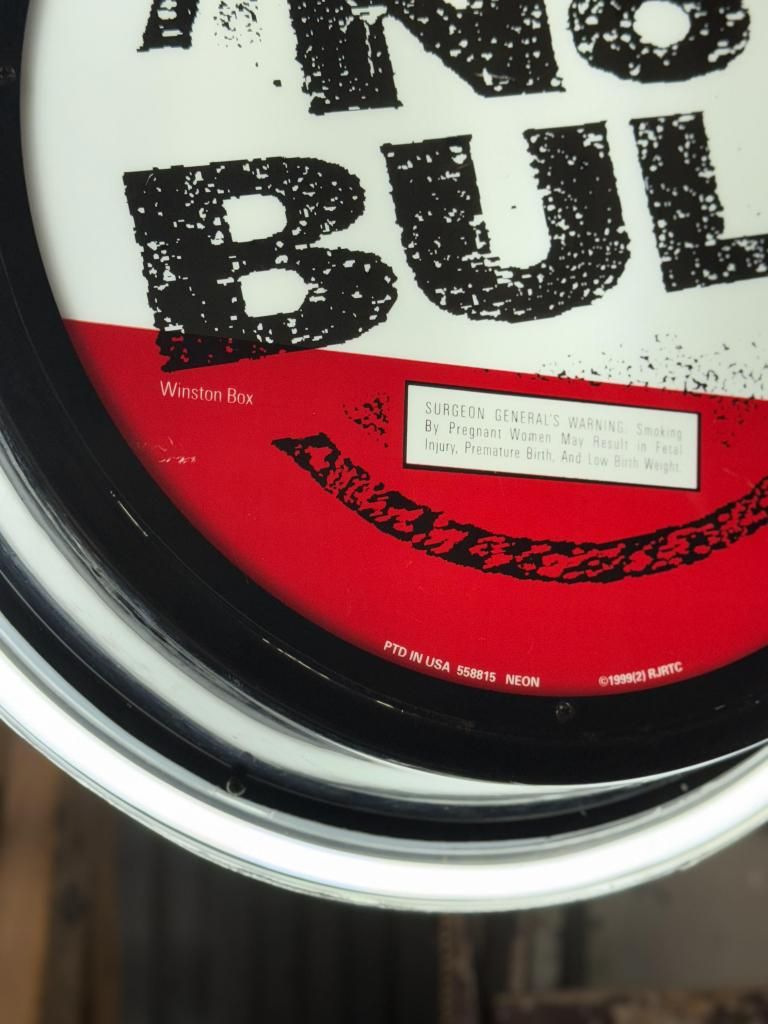 No
BUL
Winston Box
SURGEON GENERAL'S WARNING: Smoking
By Pregnant Women May Result in Fetal
Injury, Premature Birth, And Low Birth Weight.
PTD IN USA 558815 NEON
©1999(2) RJRTC